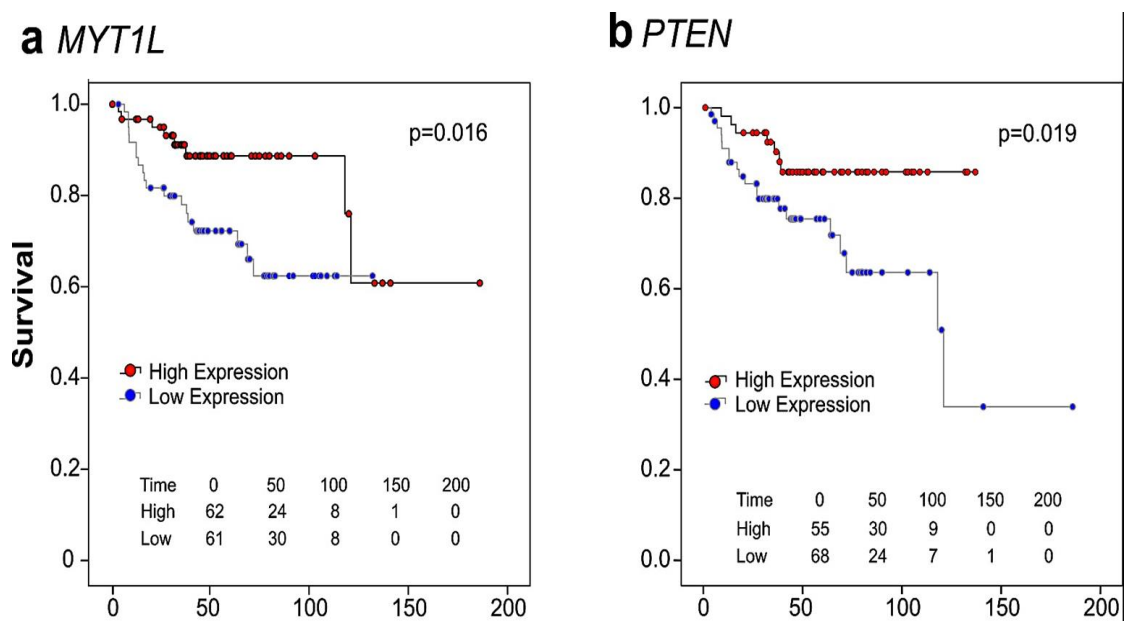 a MYT1L
1.0
0.8
0.6
0.4
0.2
0
Survival
p=0.016
High Expression
Low Expression
Time 0 50 100 150 200
High 62 24 8 1 0
Low 61 30 8 0 0
0 50 100 150 200
b PTEN
1.0
0.8
0.6
0.4
0.2
0.0
p=0.019
High Expression
Low Expression
Time 0 50 100 150 200
High 55 30 9 0 0
Low 68 24 7 1 0
0 50 100 150 200